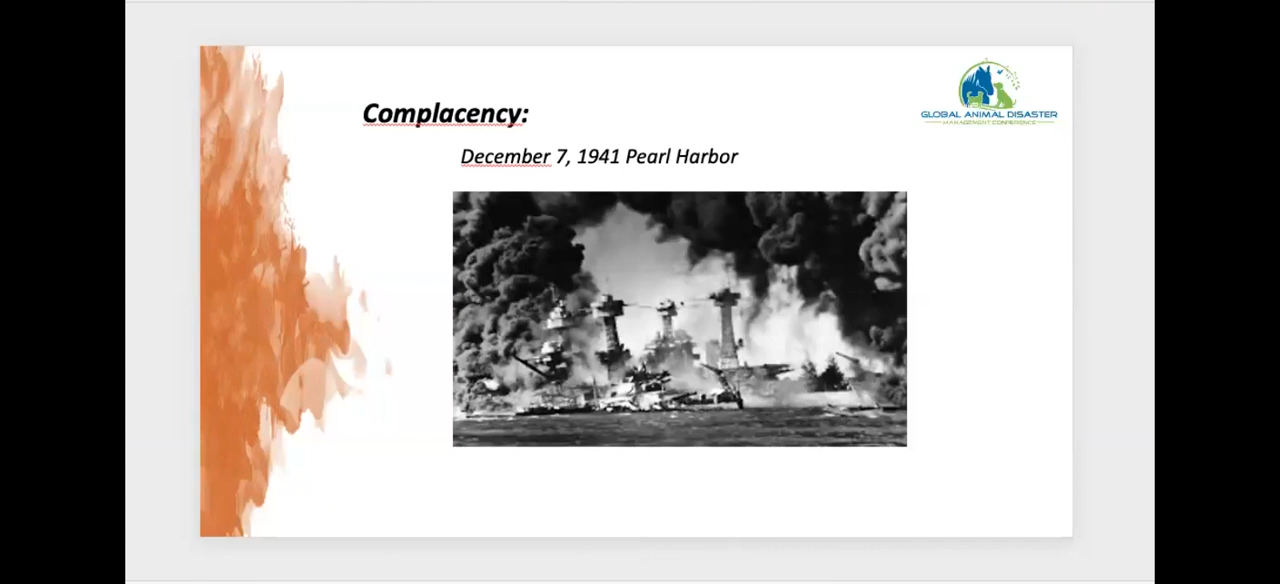 Complacency:
December 7, 1941 Pearl Harbor
GLOBAL ANIMAL DISASTER
MANAGEMENT CONFERENCE